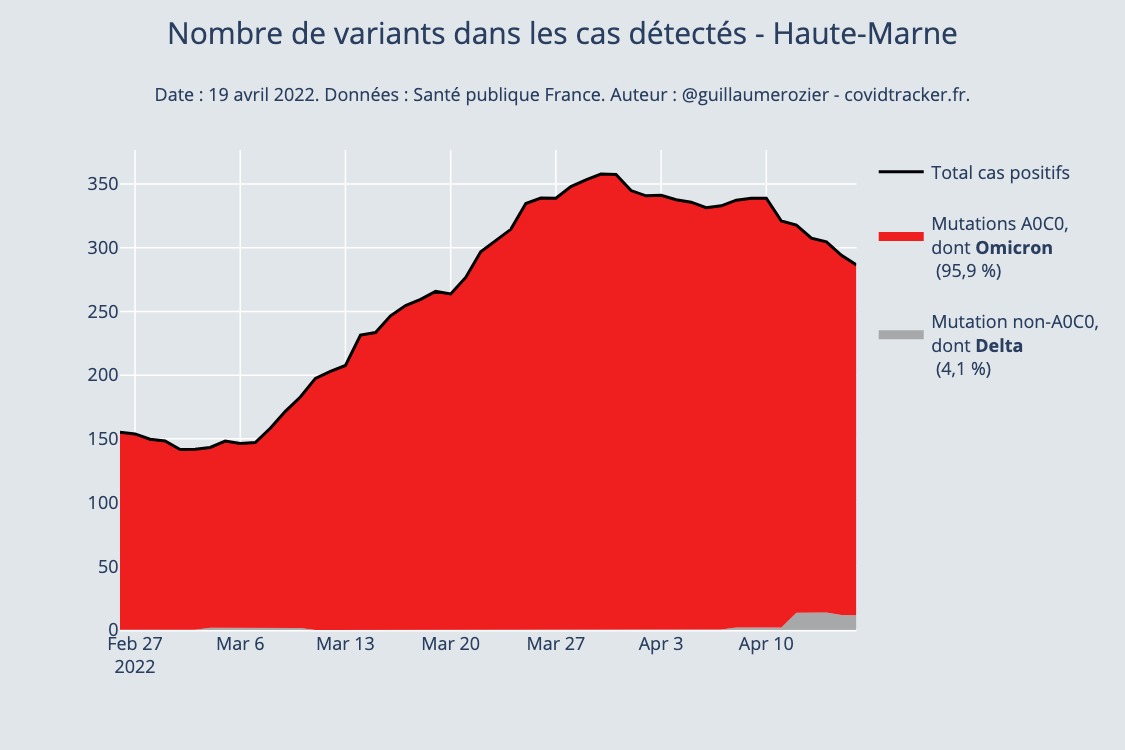 Nombre de variants dans les cas détectés - Haute-Marne
Date : 19 avril 2022. Données : Santé publique France. Auteur : @guillaumerozier - covidtracker.fr.
Total cas positifs
Mutations A0C0,
dont Omicron
(95,9 %)
Mutation non-A0C0,
dont Delta
(4,1 %)
350
300
250
200
150
100
50
0
Feb 27
2022
Mar 6
Mar 13
Mar 20
Mar 27
Apr 3
Apr 10